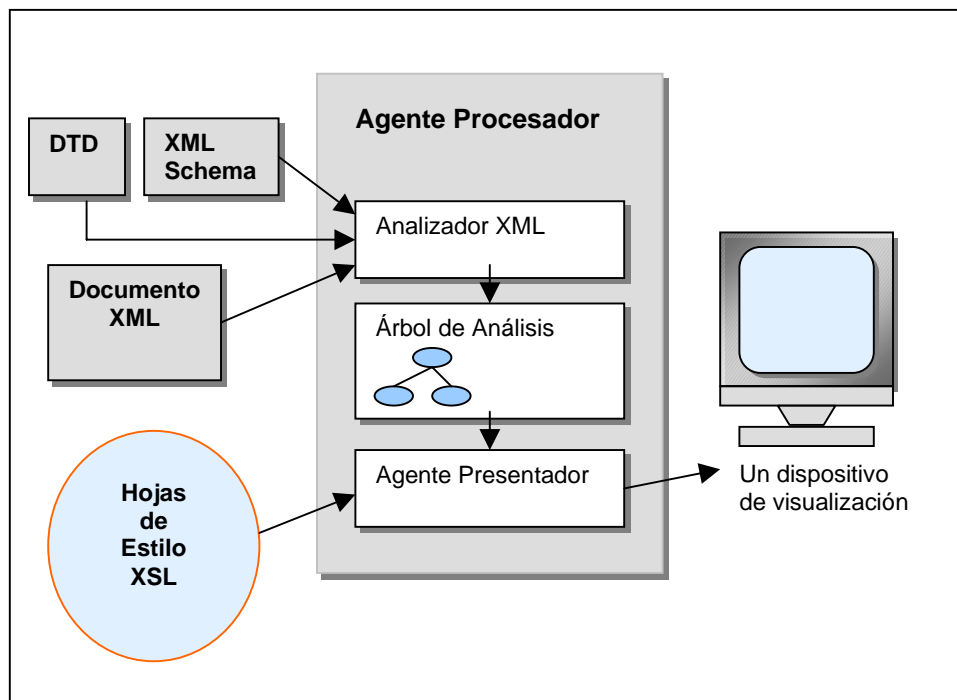 Agente Procesador
DTD
XML
Schema
Analizador XML
Documento
XML
Árbol de Análisis
Agente Presentador
Hojas
de
Estilo
XSL
Un dispositivo
de visualización